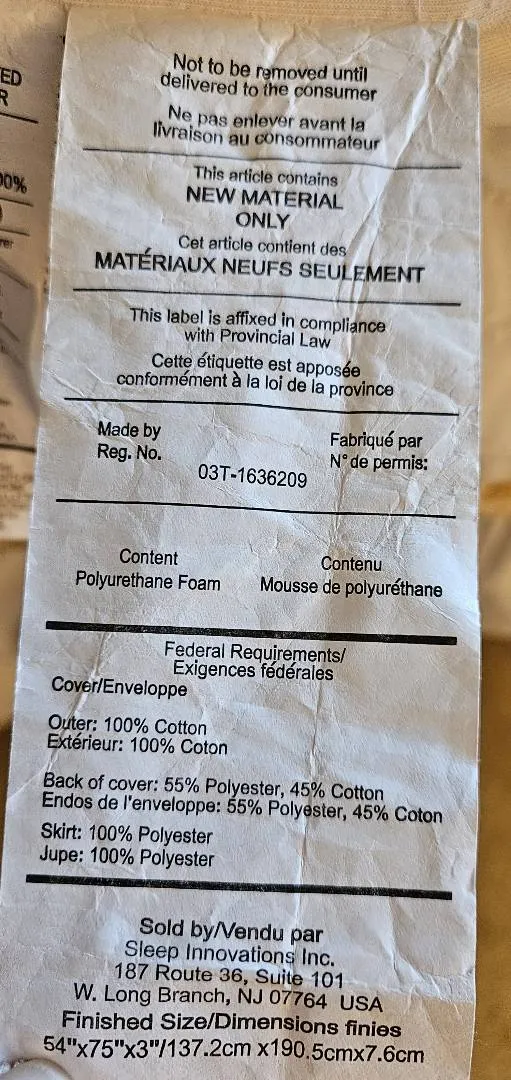 ED
R
00%
Not to be removed until
delivered to the consumer
Ne pas enlever avant la
livraison au consommateur
This article contains
NEW MATERIAL
ONLY
Cet article contient des
MATÉRIAUX NEUFS SEULEMENT
This label is affixed in compliance
with Provincial Law
Cette étiquette est apposée
conformément à la loi de la province
Made by Fabriqué par
Reg. No. N° de permis:
03T-1636209
Content Contenu
Polyurethane Foam Mousse de polyuréthane
Federal Requirements/
Exigences fédérales
Cover/Enveloppe
Outer: 100% Cotton
Extérieur: 100% Coton
Back of cover: 55% Polyester, 45% Cotton
Endos de l'enveloppe: 55% Polyester, 45% Coton
Skirt: 100% Polyester
Jupe: 100% Polyester
Sold by/Vendu par
Sleep Innovations Inc.
187 Route 36, Suite 101
W. Long Branch, NJ 07764 USA
Finished Size/Dimensions finies
54"x75"x3"/137.2cm x190.5cmx7.6cm